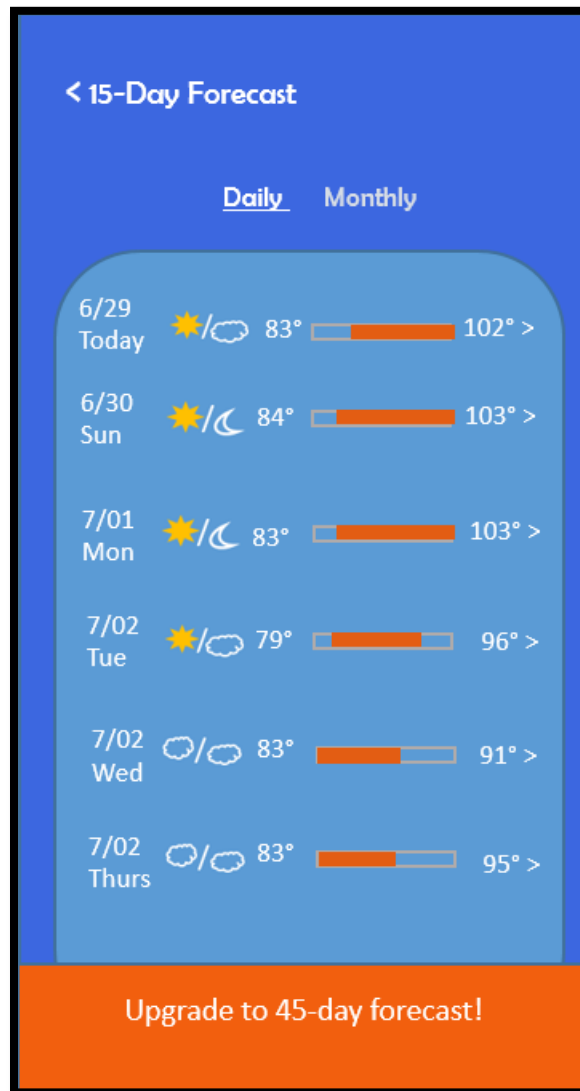 < 15-Day Forecast
Daily Monthly
6/29
Today / 83° 102° >
6/30
Sun / 84° 103° >
7/01
Mon / 83° 103° >
7/02
Tue / 79° 96° >
7/02
Wed / 83° 91° >
7/02
Thurs / 83° 95° >
Upgrade to 45-day forecast!